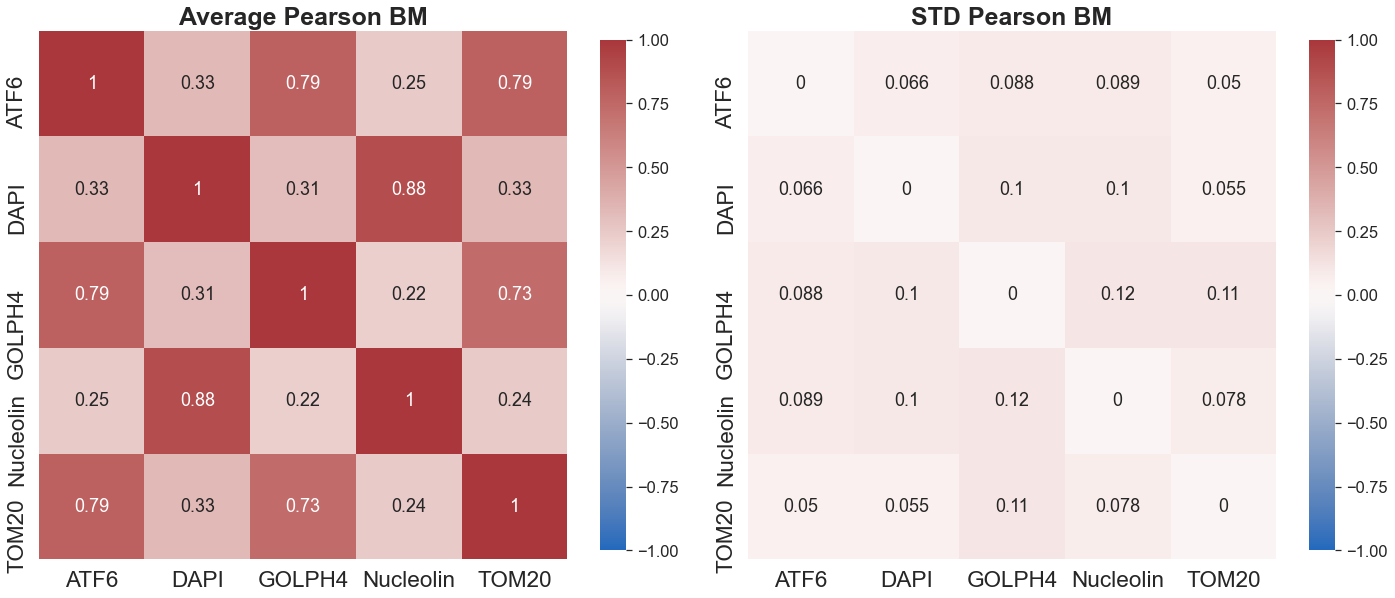 Average Pearson BM
ATF6 1 0.33 0.79 0.25 0.79
DAPI 0.33 1 0.31 0.88 0.33
GOLPH4 0.79 0.31 1 0.22 0.73
Nucleolin 0.25 0.88 0.22 1 0.24
TOM20 0.79 0.33 0.73 0.24 1
ATF6 DAPI GOLPH4 Nucleolin TOM20
1.00
0.75
0.50
0.25
0.00
−0.25
−0.50
−0.75
−1.00
STD Pearson BM
ATF6 0 0.066 0.088 0.089 0.05
DAPI 0.066 0 0.1 0.1 0.055
GOLPH4 0.088 0.1 0 0.12 0.11
Nucleolin 0.089 0.1 0.12 0 0.078
TOM20 0.05 0.055 0.11 0.078 0
ATF6 DAPI GOLPH4 Nucleolin TOM20
1.00
0.75
0.50
0.25
0.00
−0.25
−0.50
−0.75
−1.00